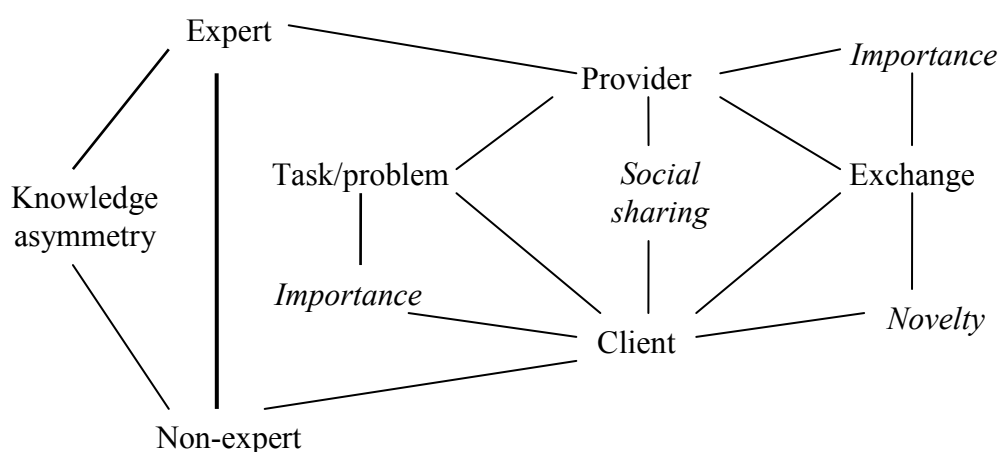 Expert
Importance
Provider
Task/problem
Social
sharing
Exchange
Knowledge
asymmetry
Importance
Novelty
Client
Non-expert